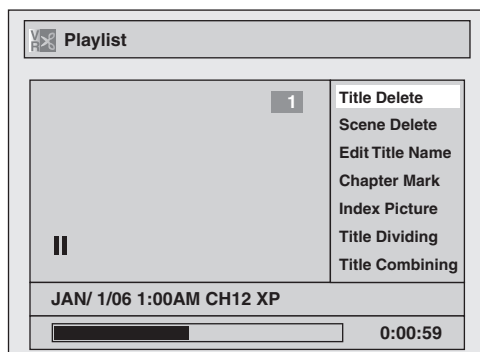 VR Playlist
1
Title Delete
Scene Delete
Edit Title Name
Chapter Mark
Index Picture
Title Dividing
Title Combining
JAN/ 1/06 1:00AM CH12 XP
0:00:59